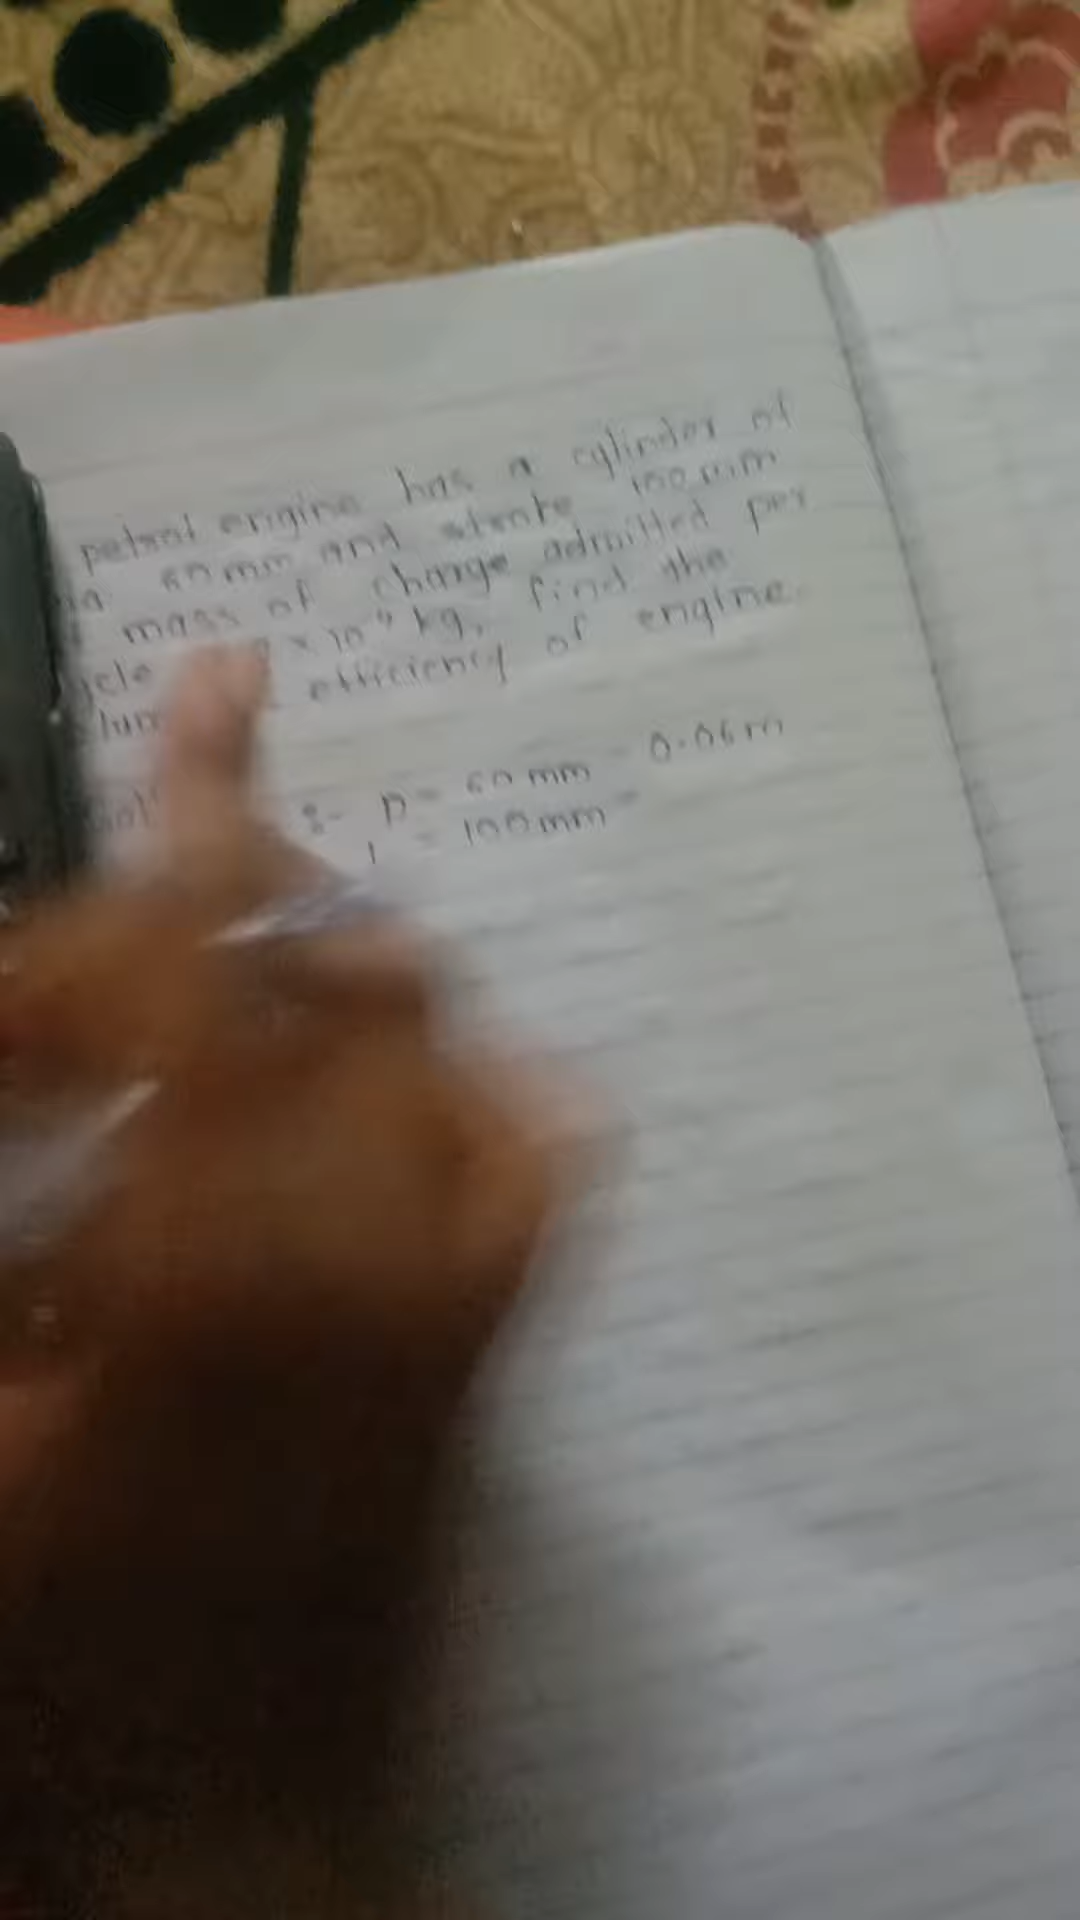 petrol engine has a cylinder of
60 mm and stroke 100 mm
mass of charge admitted per
× 10⁻⁴ kg, find the
efficiency of engine.
:- D = 60 mm = 0.06 m
= 100 mm =